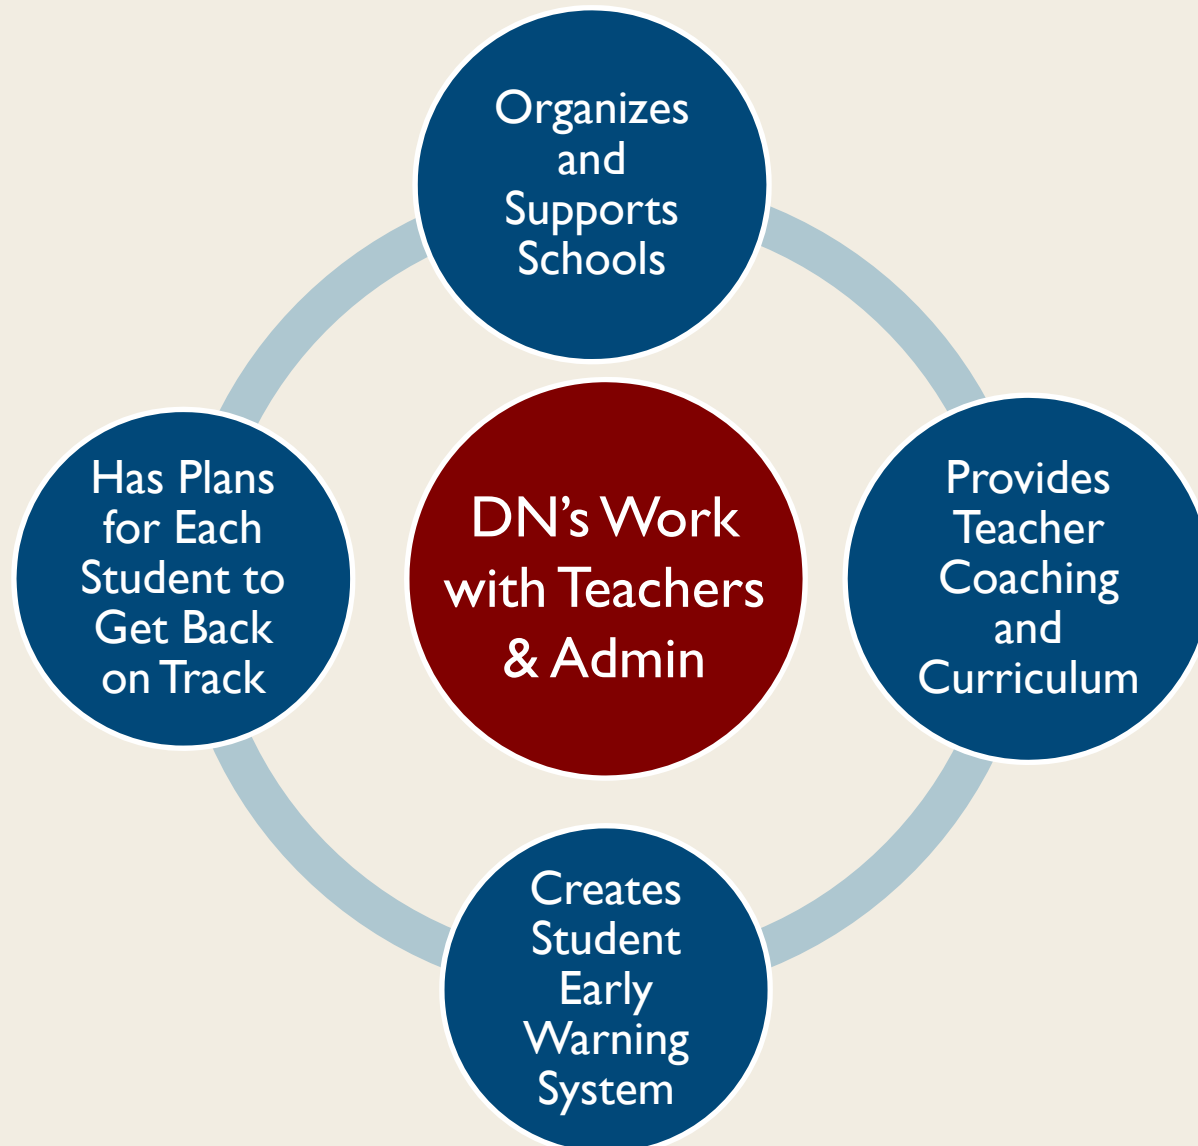 Organizes
and
Supports
Schools
Has Plans
for Each
Student to
Get Back
on Track
DN’s Work
with Teachers
& Admin
Provides
Teacher
Coaching
and
Curriculum
Creates
Student
Early
Warning
System